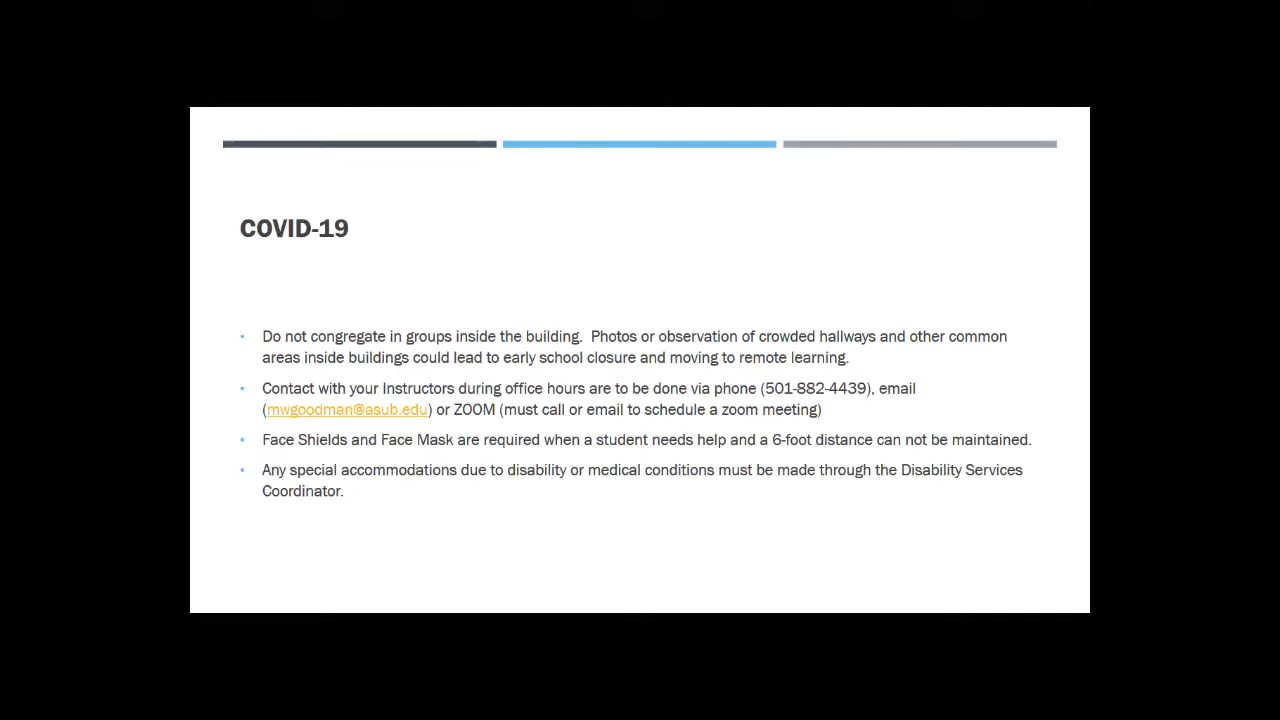 COVID-19
• Do not congregate in groups inside the building.  Photos or observation of crowded hallways and other common
areas inside buildings could lead to early school closure and moving to remote learning.
• Contact with your Instructors during office hours are to be done via phone (501-882-4439), email
(mwgoodman@asub.edu) or ZOOM (must call or email to schedule a zoom meeting)
• Face Shields and Face Mask are required when a student needs help and a 6-foot distance can not be maintained.
• Any special accommodations due to disability or medical conditions must be made through the Disability Services
Coordinator.